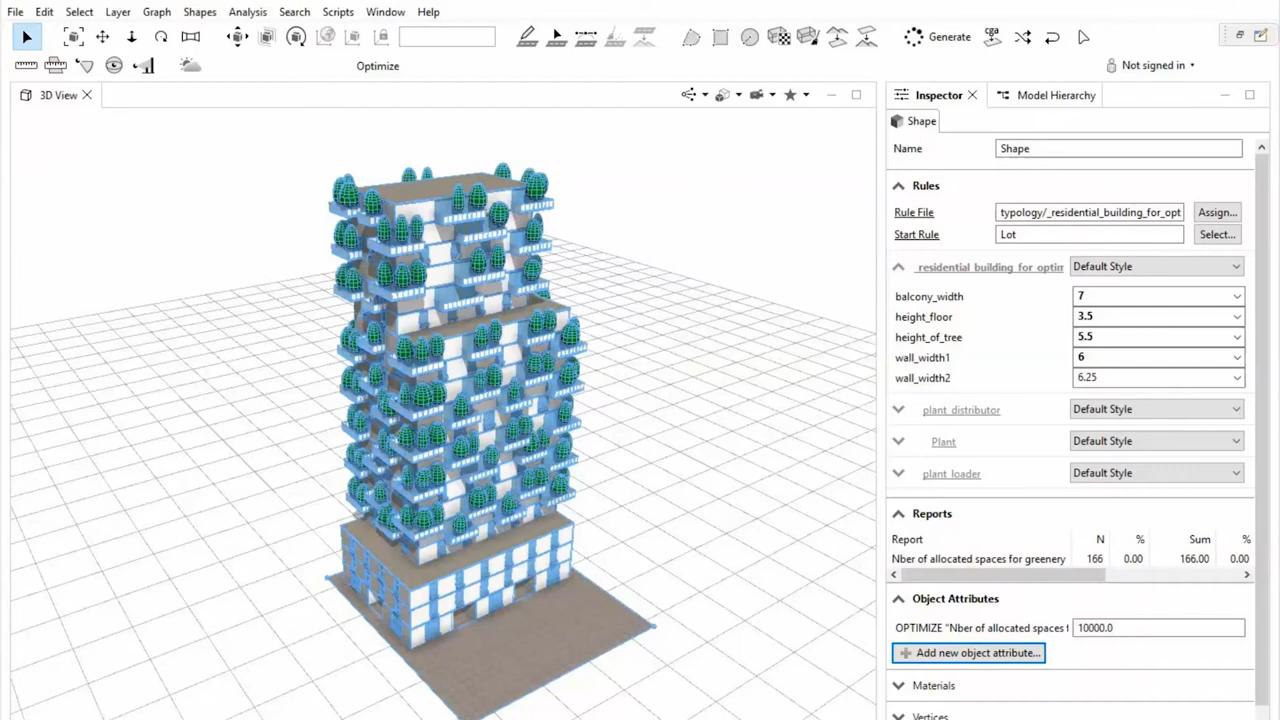 File Edit Select Layer Graph Shapes Analysis Search Scripts Window Help
cga
Generate
Optimize
Not signed in
3D View
Inspector Model Hierarchy
Shape
Name Shape
Rules
Rule File typology/_residential_building_for_opt Assign...
Start Rule Lot Select...
_residential_building_for_optim Default Style
balcony_width 7
height_floor 3.5
height_of_tree 5.5
wall_width1 6
wall_width2 6.25
plant_distributor Default Style
Plant Default Style
plant_loader Default Style
Reports
Report N % Sum %
Nber of allocated spaces for greenery 166 0.00 166.00 0.00
Object Attributes
OPTIMIZE "Nber of allocated spaces f 10000.0
Add new object attribute...
Materials
Vertices